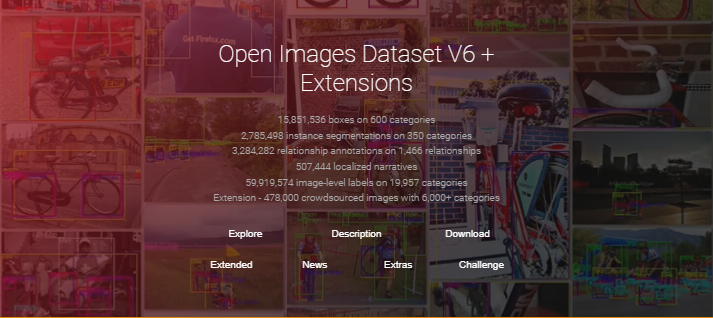 Get Firefox.com
Open Images Dataset V6 +
Extensions
15,851,536 boxes on 600 categories
2,785,498 instance segmentations on 350 categories
3,284,282 relationship annotations on 1,466 relationships
507,444 localized narratives
59,919,574 image-level labels on 19,957 categories
Extension - 478,000 crowdsourced images with 6,000+ categories
Explore Description Download
Extended News Extras Challenge